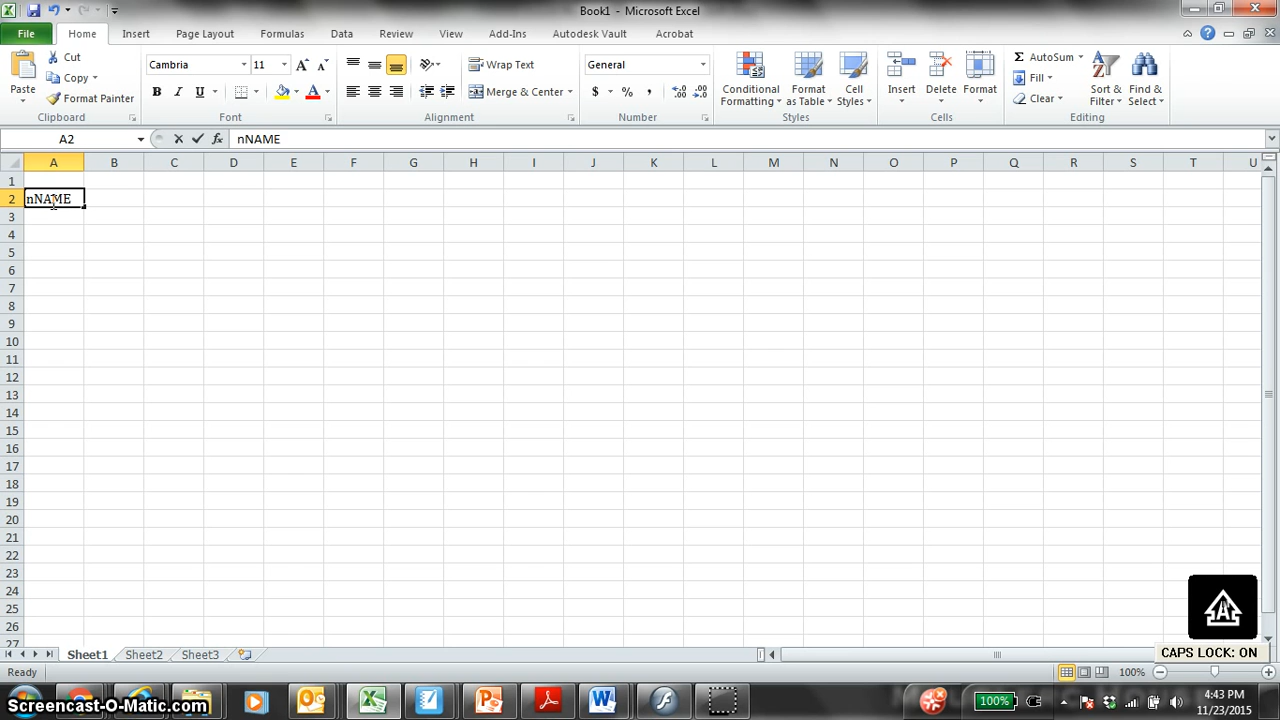 Book1 - Microsoft Excel
File Home Insert Page Layout Formulas Data Review View Add-Ins Autodesk Vault Acrobat
Paste
Cut
Copy
Format Painter
Clipboard
Cambria 11
B I U
Font
Wrap Text
Merge & Center
Alignment
General
$ % ,
Number
Conditional Formatting
Format as Table
Cell Styles
Styles
Insert
Delete
Format
Cells
Σ AutoSum
Fill
Clear
Sort & Filter
Find & Select
Editing
A2 fx nNAME
A B C D E F G H I J K L M N O P Q R S T U
1
2 nNAME
3
4
5
6
7
8
9
10
11
12
13
14
15
16
17
18
19
20
21
22
23
24
25
26
27
A
CAPS LOCK: ON
Sheet1 Sheet2 Sheet3
Ready 100%
Screencast-O-Matic.com
100%
4:43 PM
11/23/2015